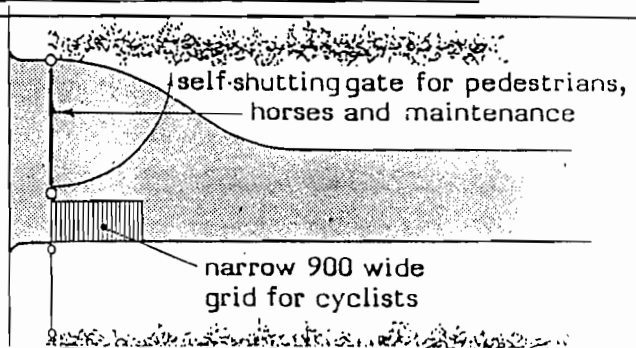 self-shutting gate for pedestrians,
horses and maintenance
narrow 900 wide
grid for cyclists